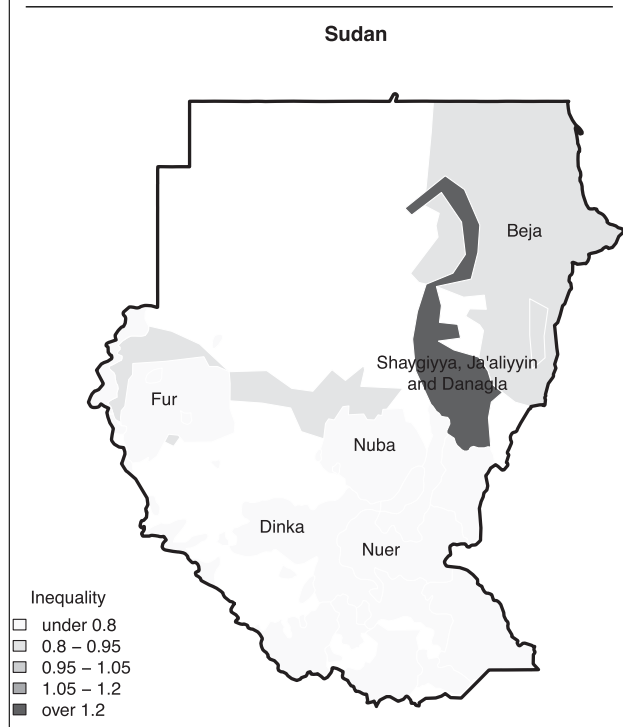 Sudan
Beja
Shaygiyya, Ja'aliyyin
and Danagla
Fur
Nuba
Dinka
Nuer
Inequality
under 0.8
0.8 – 0.95
0.95 – 1.05
1.05 – 1.2
over 1.2